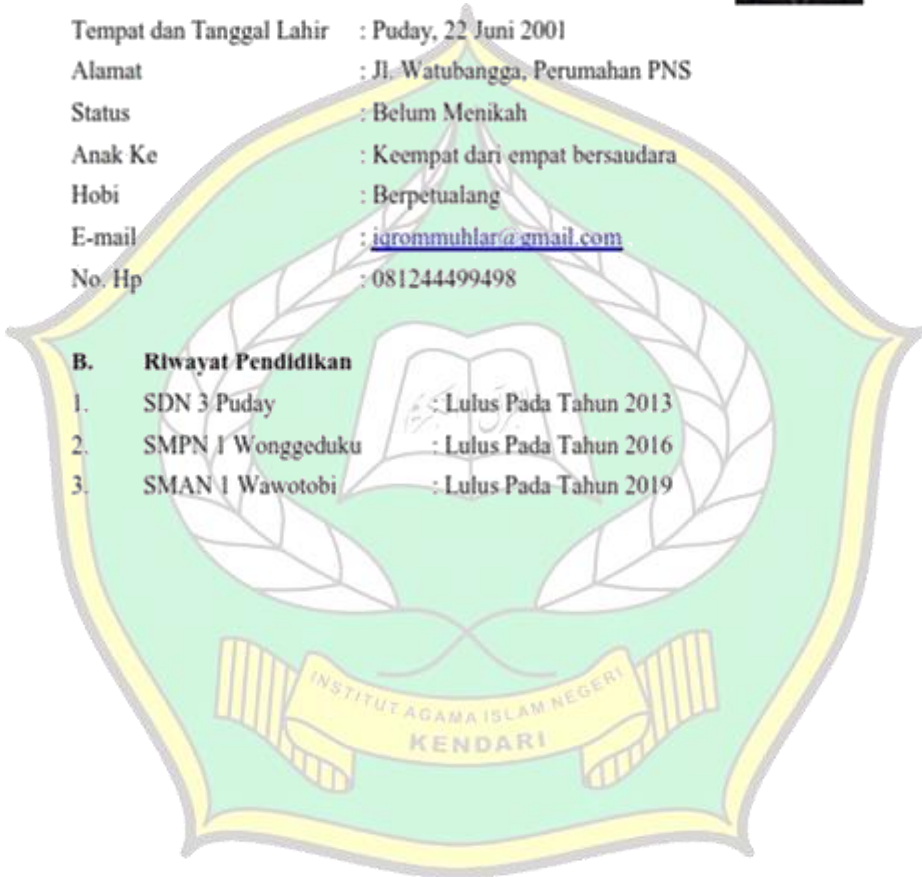 Tempat dan Tanggal Lahir : Puday, 22 Juni 2001
Alamat : Jl. Watubangga, Perumahan PNS
Status : Belum Menikah
Anak Ke : Keempat dari empat bersaudara
Hobi : Berpetualang
E-mail : iqrommuhlar@gmail.com
No. Hp : 081244499498
B. Riwayat Pendidikan
1. SDN 3 Puday : Lulus Pada Tahun 2013
2. SMPN 1 Wonggeduku : Lulus Pada Tahun 2016
3. SMAN 1 Wawotobi : Lulus Pada Tahun 2019
INSTITUT AGAMA ISLAM NEGERI
KENDARI